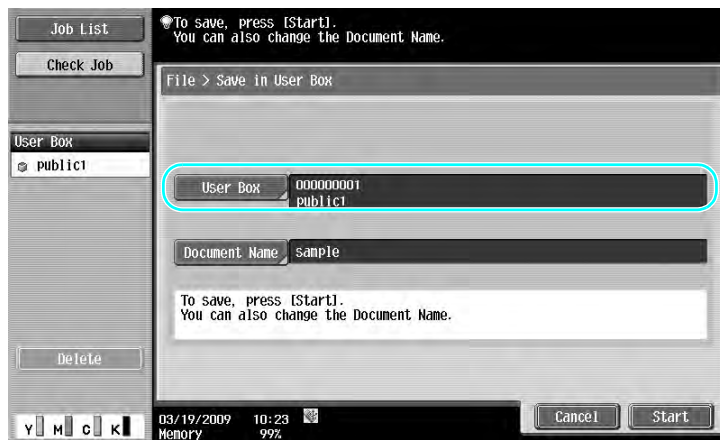 Job List
Check Job
To save, press [Start].
You can also change the Document Name.
File > Save in User Box
User Box
public1
User Box
000000001
public1
Document Name
sample
To save, press [Start].
You can also change the Document Name.
Delete
Y M C K
03/19/2009 10:23
Memory 99%
Cancel
Start